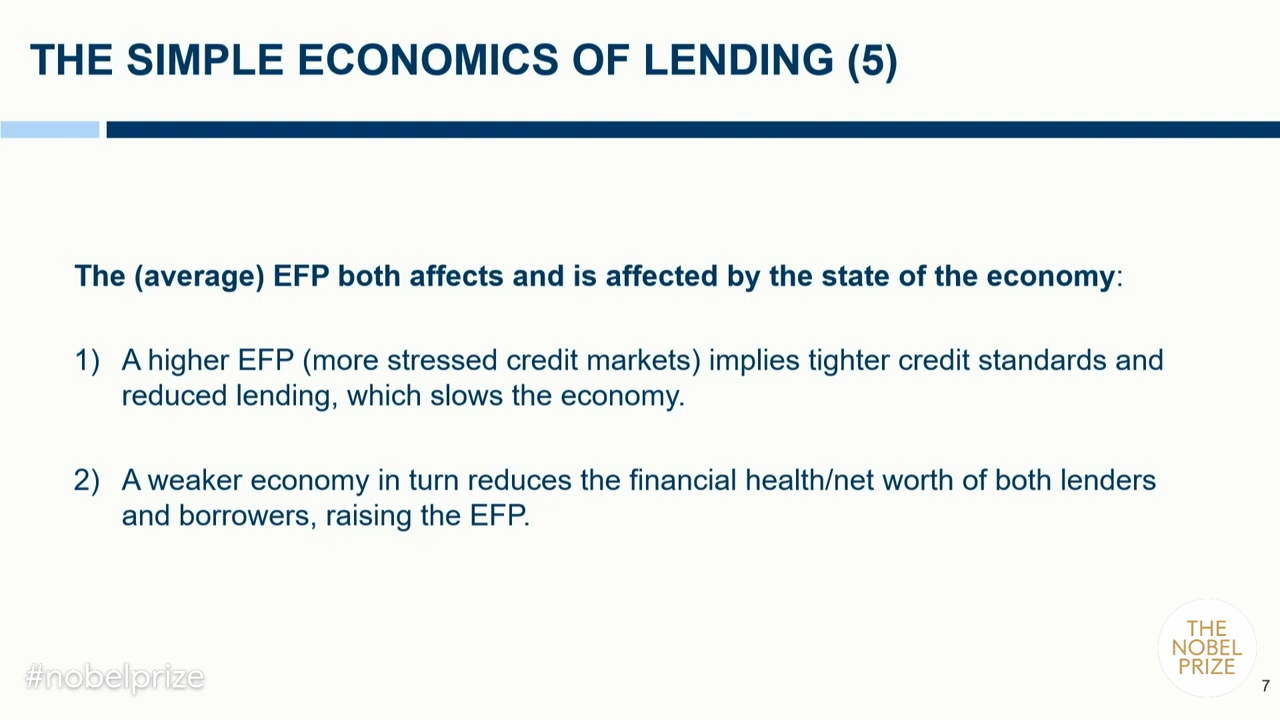 THE SIMPLE ECONOMICS OF LENDING (5)
The (average) EFP both affects and is affected by the state of the economy:
1) A higher EFP (more stressed credit markets) implies tighter credit standards and
reduced lending, which slows the economy.
2) A weaker economy in turn reduces the financial health/net worth of both lenders
and borrowers, raising the EFP.
THE
NOBEL
PRIZE
#nobelprize
7